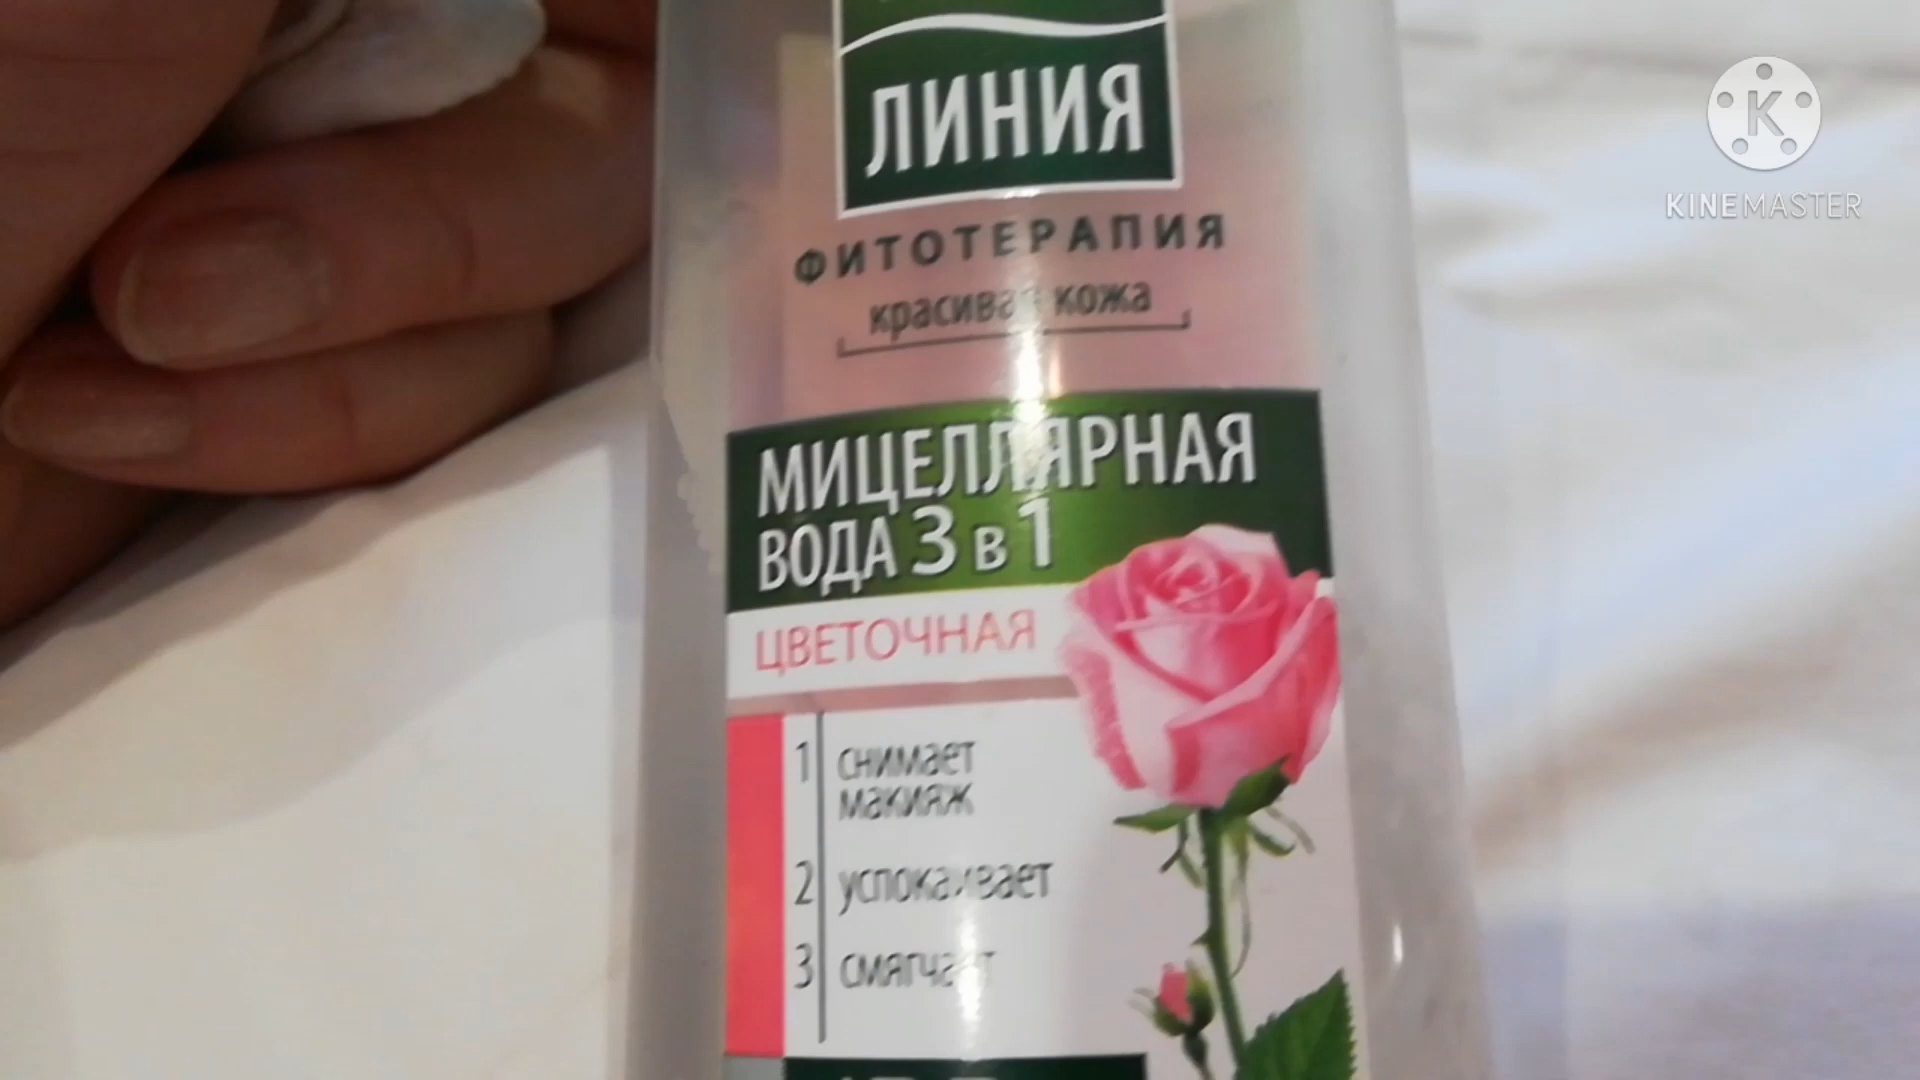 ЛИНИЯ
ФИТОТЕРАПИЯ
красивая кожа
МИЦЕЛЛЯРНАЯ
ВОДА 3 в 1
ЦВЕТОЧНАЯ
1 снимает
макияж
2 успокаивает
3 смягчает
K
KINEMASTER